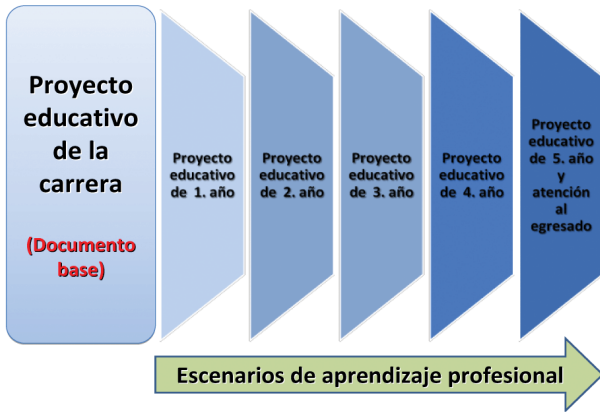 Proyecto
educativo
de la
carrera
(Documento
base)
Proyecto
educativo
de 1. año
Proyecto
educativo
de 2. año
Proyecto
educativo
de 3. año
Proyecto
educativo
de 4. año
Proyecto
educativo
de 5. año
y
atención
al
egresado
Escenarios de aprendizaje profesional